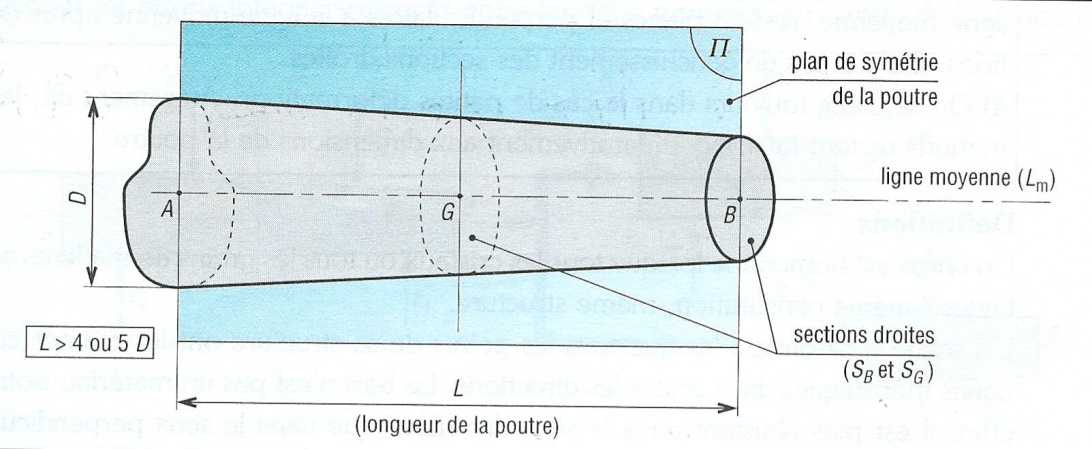 Π
plan de symétrie
de la poutre
ligne moyenne (Lm)
D
A
G
B
sections droites
(SB et SG)
L > 4 ou 5 D
L
(longueur de la poutre)